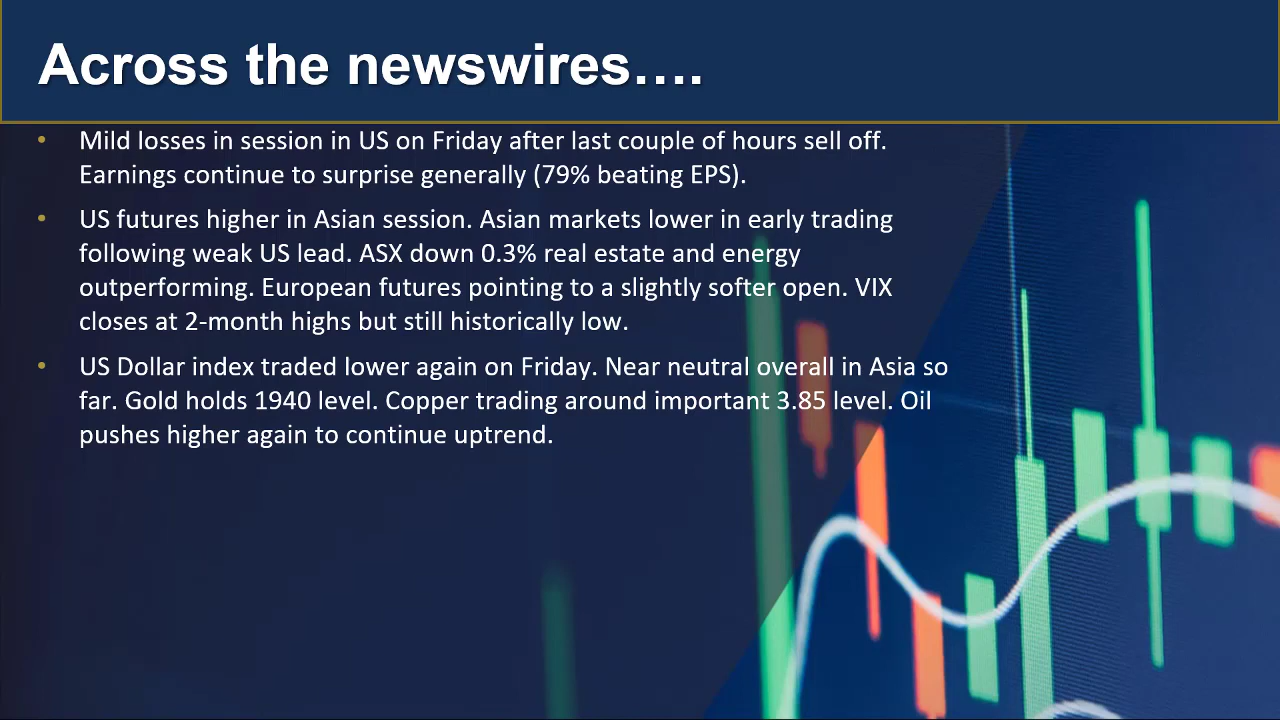 Across the newswires….
• Mild losses in session in US on Friday after last couple of hours sell off.
Earnings continue to surprise generally (79% beating EPS).
• US futures higher in Asian session. Asian markets lower in early trading
following weak US lead. ASX down 0.3% real estate and energy
outperforming. European futures pointing to a slightly softer open. VIX
closes at 2-month highs but still historically low.
• US Dollar index traded lower again on Friday. Near neutral overall in Asia so
far. Gold holds 1940 level. Copper trading around important 3.85 level. Oil
pushes higher again to continue uptrend.